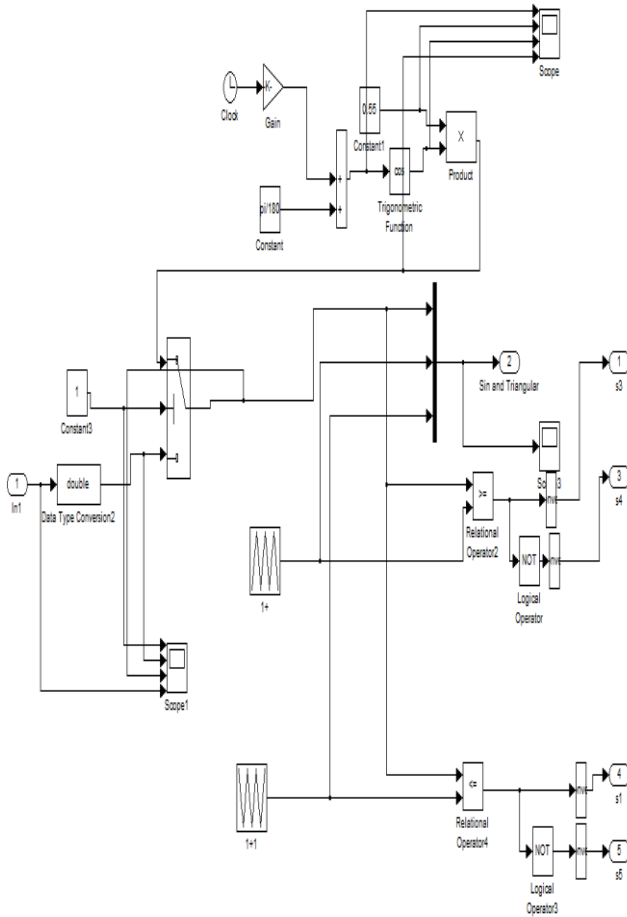 Scope
Clock
-K-
Gain
0.55
Constant1
+
+
cos
Trigonometric
Function
X
Product
pi/180
Constant
1
Constant3
1
In1
double
Data Type Conversion2
2
Sin and Triangular
1
s3
3
s4
>=
Relational
Operator2
NOT
Logical
Operator
1+
Scope1
<=
Relational
Operator4
1+1
4
s1
NOT
Logical
Operator3
5